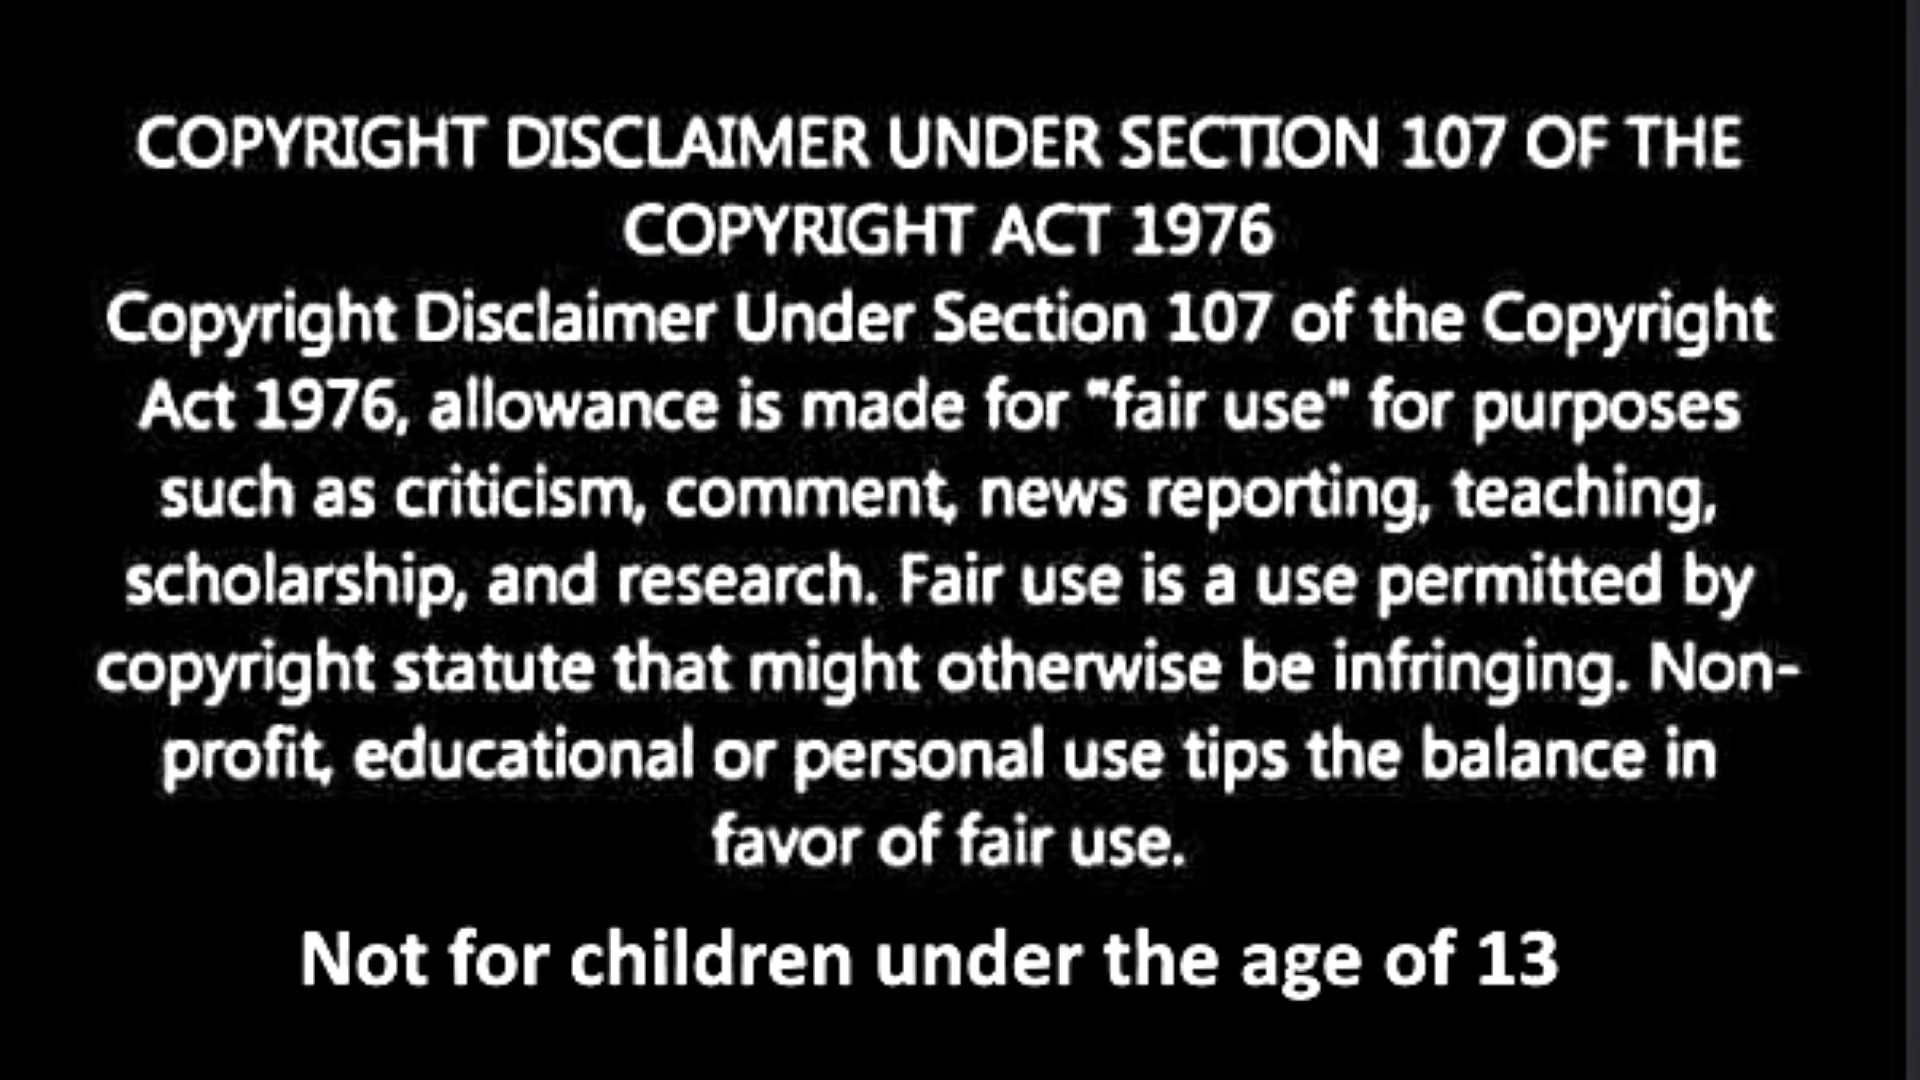 COPYRIGHT DISCLAIMER UNDER SECTION 107 OF THE
COPYRIGHT ACT 1976
Copyright Disclaimer Under Section 107 of the Copyright
Act 1976, allowance is made for "fair use" for purposes
such as criticism, comment, news reporting, teaching,
scholarship, and research. Fair use is a use permitted by
copyright statute that might otherwise be infringing. Non-
profit, educational or personal use tips the balance in
favor of fair use.
Not for children under the age of 13